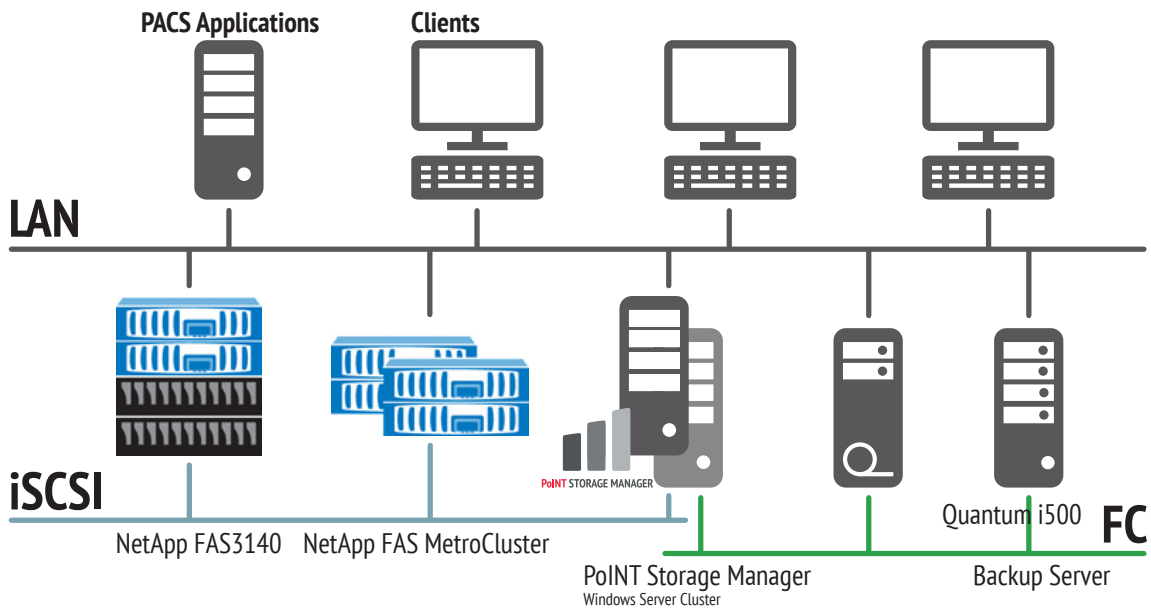 PACS Applications
Clients
LAN
PoINT STORAGE MANAGER
iSCSI
Quantum i500
FC
NetApp FAS3140
NetApp FAS MetroCluster
PoINT Storage Manager
Windows Server Cluster
Backup Server